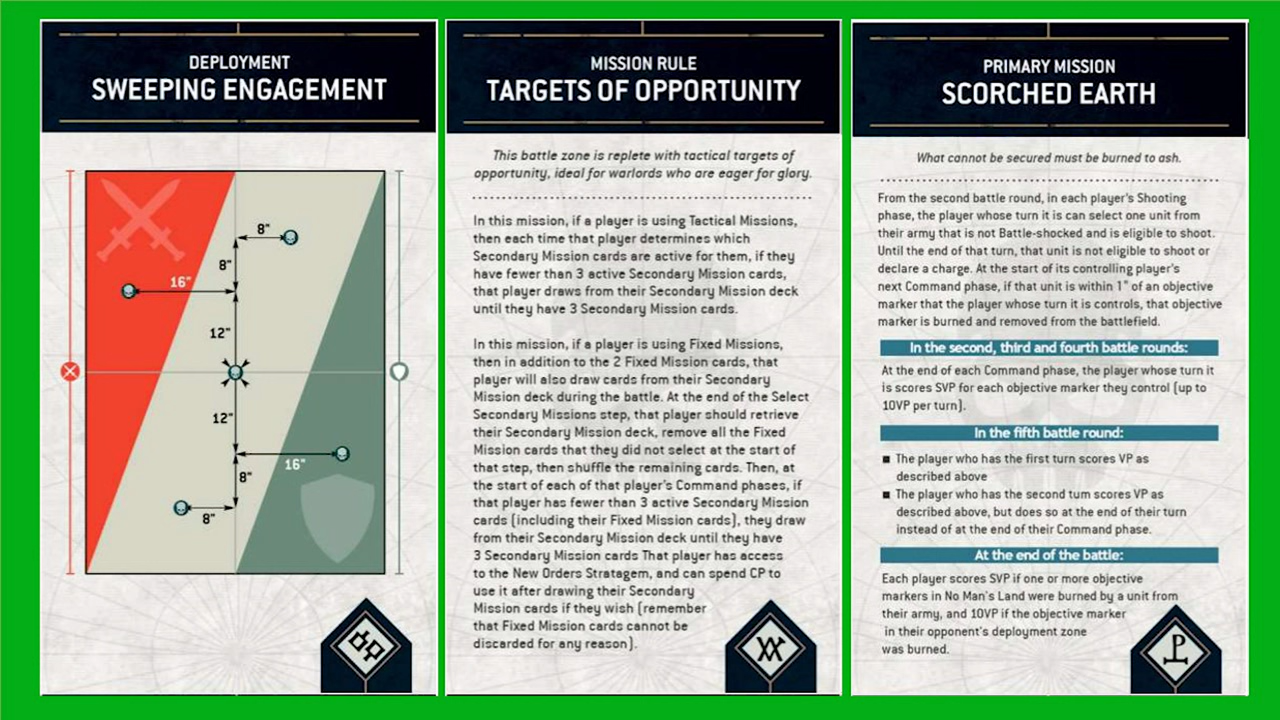 DEPLOYMENT
SWEEPING ENGAGEMENT
8"
8"
16"
12"
12"
16"
8"
8"
MISSION RULE
TARGETS OF OPPORTUNITY
This battle zone is replete with tactical targets of
opportunity, ideal for warlords who are eager for glory.
In this mission, if a player is using Tactical Missions,
then each time that player determines which
Secondary Mission cards are active for them, if they
have fewer than 3 active Secondary Mission cards,
that player draws from their Secondary Mission deck
until they have 3 Secondary Mission cards.
In this mission, if a player is using Fixed Missions,
then in addition to the 2 Fixed Mission cards, that
player will also draw cards from their Secondary
Mission deck during the battle. At the end of the Select
Secondary Missions step, that player should retrieve
their Secondary Mission deck, remove all the Fixed
Mission cards that they did not select at the start of
that step, then shuffle the remaining cards. Then, at
the start of each of that player's Command phases, if
that player has fewer than 3 active Secondary Mission
cards (including their Fixed Mission cards), they draw
from their Secondary Mission deck until they have
3 Secondary Mission cards That player has access
to the New Orders Stratagem, and can spend CP to
use it after drawing their Secondary
Mission cards if they wish (remember
that Fixed Mission cards cannot be
discarded for any reason).
PRIMARY MISSION
SCORCHED EARTH
What cannot be secured must be burned to ash.
From the second battle round, in each player's Shooting
phase, the player whose turn it is can select one unit from
their army that is not Battle-shocked and is eligible to shoot.
Until the end of that turn, that unit is not eligible to shoot or
declare a charge. At the start of its controlling player's
next Command phase, if that unit is within 1" of an objective
marker that the player whose turn it is controls, that objective
marker is burned and removed from the battlefield.
In the second, third and fourth battle rounds:
At the end of each Command phase, the player whose turn it
is scores SVP for each objective marker they control (up to
10VP per turn).
In the fifth battle round:
■ The player who has the first turn scores VP as
described above
■ The player who has the second tum scores VP as
described above, but does so at the end of their turn
instead of at the end of their Command phase.
At the end of the battle:
Each player scores SVP if one or more objective
markers in No Man's Land were burned by a unit from
their army, and 10VP if the objective marker
in their opponent's deployment zone
was burned.